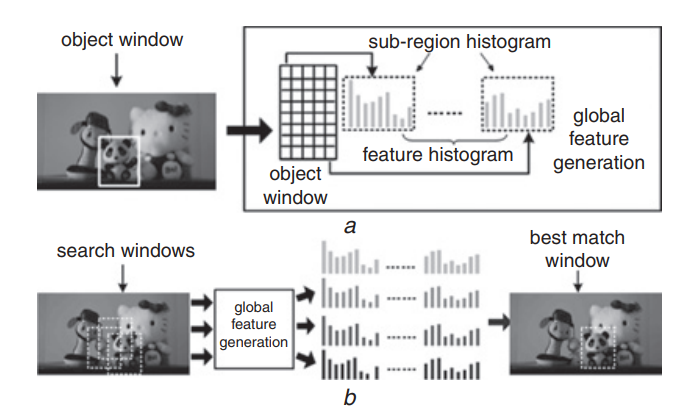 object window
sub-region histogram
global
feature
generation
feature histogram
object
window
a
search windows
best match
window
global
feature
generation
b